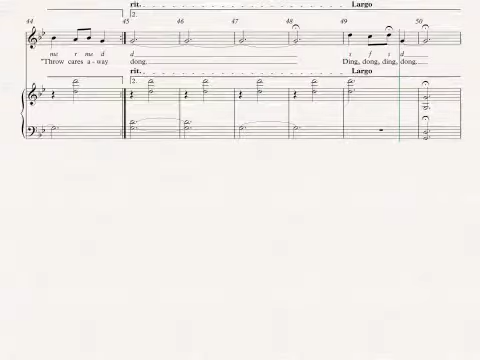 rit. Largo
2.
44 45 46 47 48 49 50
m r m d d s f s d
"Throw cares a - way dong. Ding, dong, ding, dong.
rit. Largo
2.